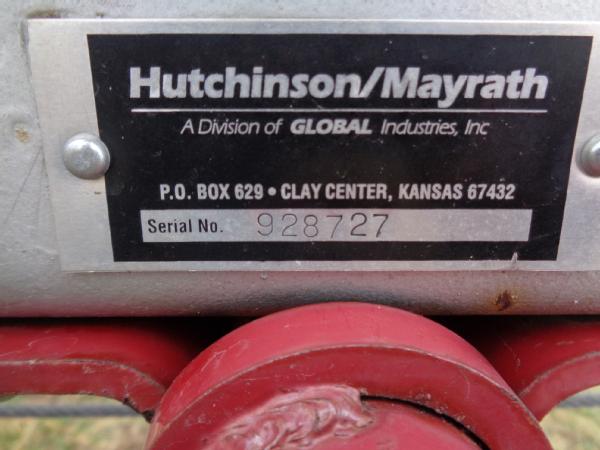 Hutchinson/Mayrath
A Division of GLOBAL Industries, Inc
P.O. BOX 629 • CLAY CENTER, KANSAS 67432
Serial No. 928727